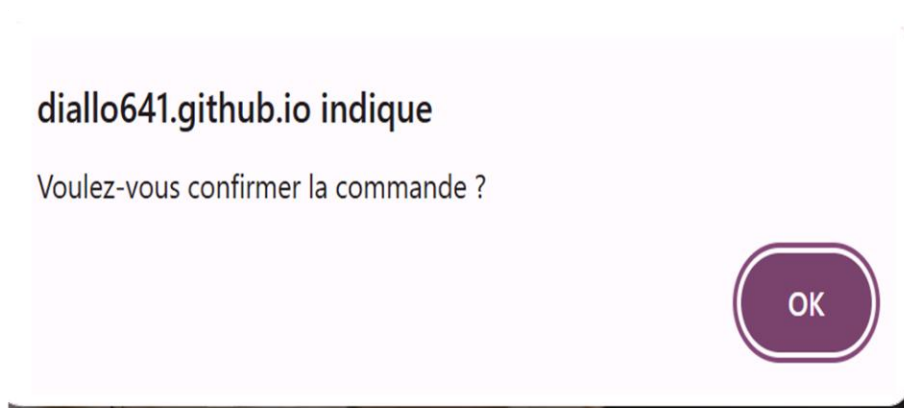 diallo641.github.io indique
Voulez-vous confirmer la commande ?
OK